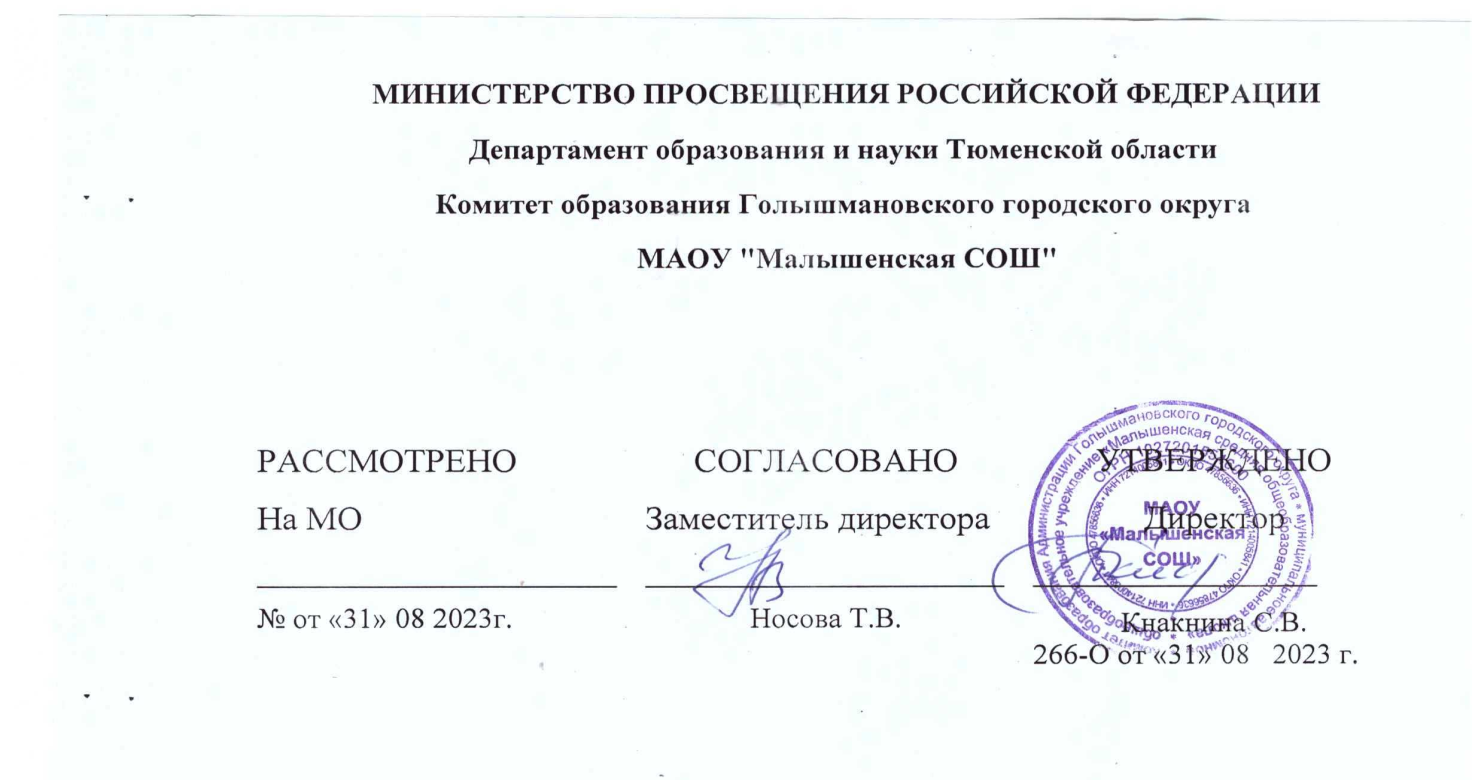 МИНИСТЕРСТВО ПРОСВЕЩЕНИЯ РОССИЙСКОЙ ФЕДЕРАЦИИ
Департамент образования и науки Тюменской области
Комитет образования Голышмановского городского округа
МАОУ "Малышенская СОШ"
РАССМОТРЕНО
На МО
№ от «31» 08 2023г.
СОГЛАСОВАНО
Заместитель директора
Носова Т.В.
УТВЕРЖДЕНО
Директор
Кнакнина С.В.
266-О от «31» 08 2023 г.
МАОУ
«Малышенская
СОШ»